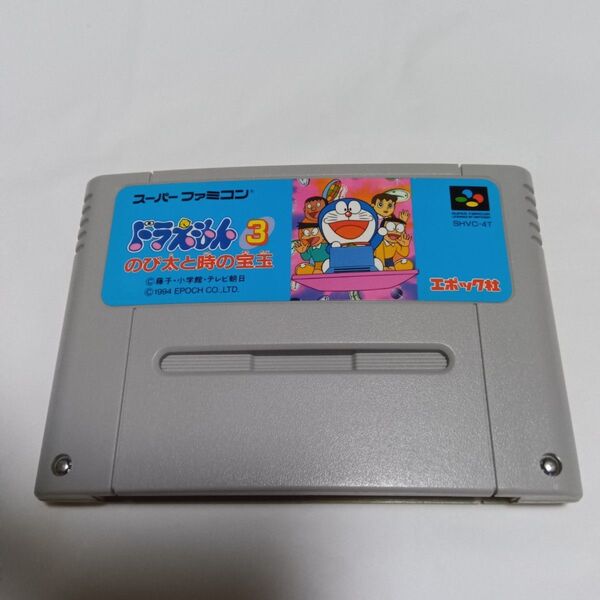 スーパーファミコン®
ドラえもん3
のび太と時の宝玉
©藤子・小学館・テレビ朝日
©1994 EPOCH CO.,LTD.
SUPER FAMICOM
SHVC-4T
エポック社